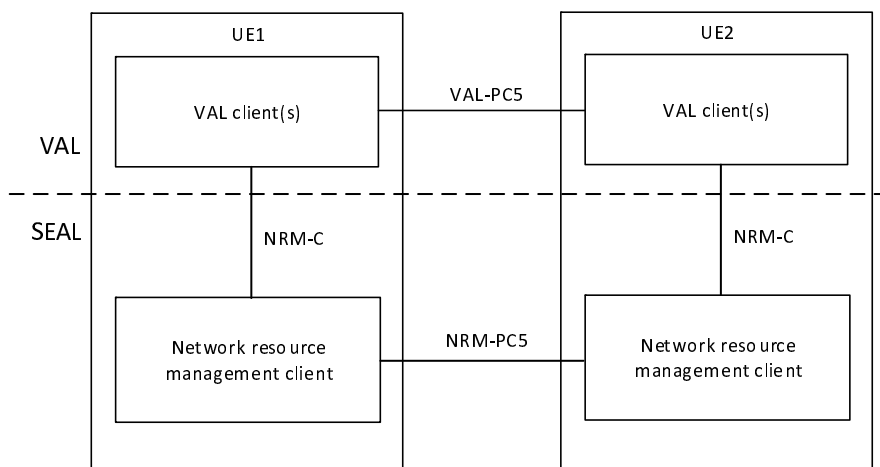 UE1
UE2
VAL client(s)
VAL-PC5
VAL client(s)
VAL
SEAL
NRM-C
NRM-C
Network resource
management client
NRM-PC5
Network resource
management client